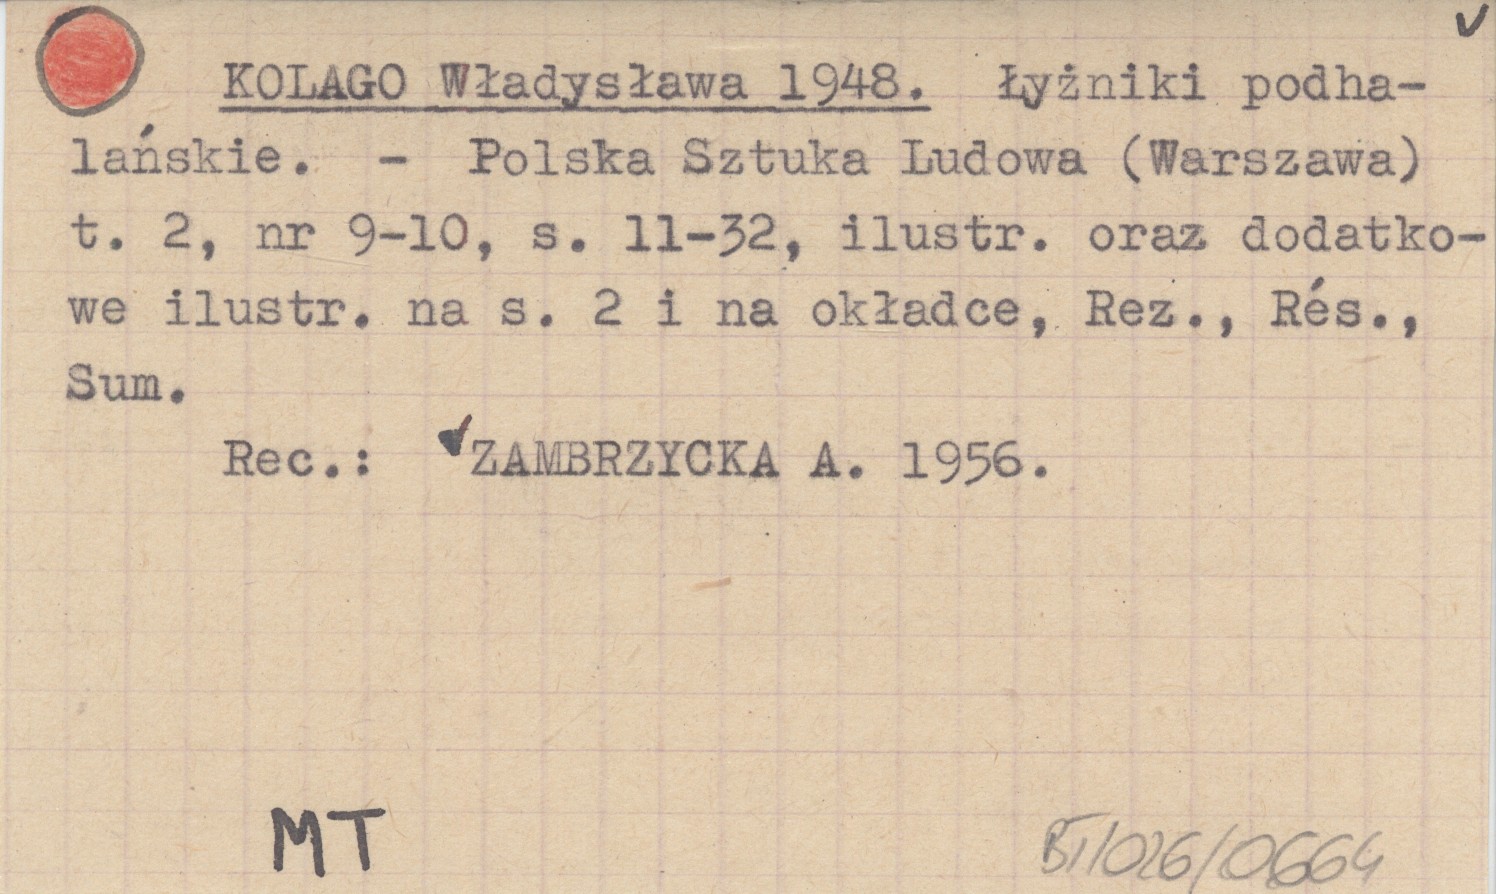 ✓
KOLAGO Władysława 1948. Łyżniki podha-
lańskie. - Polska Sztuka Ludowa (Warszawa)
t. 2, nr 9-10, s. 11-32, ilustr. oraz dodatko-
we ilustr. na s. 2 i na okładce, Rez., Rés.,
Sum.
Rec.: ✓ZAMBRZYCKA A. 1956.
MT
BT/026/0664